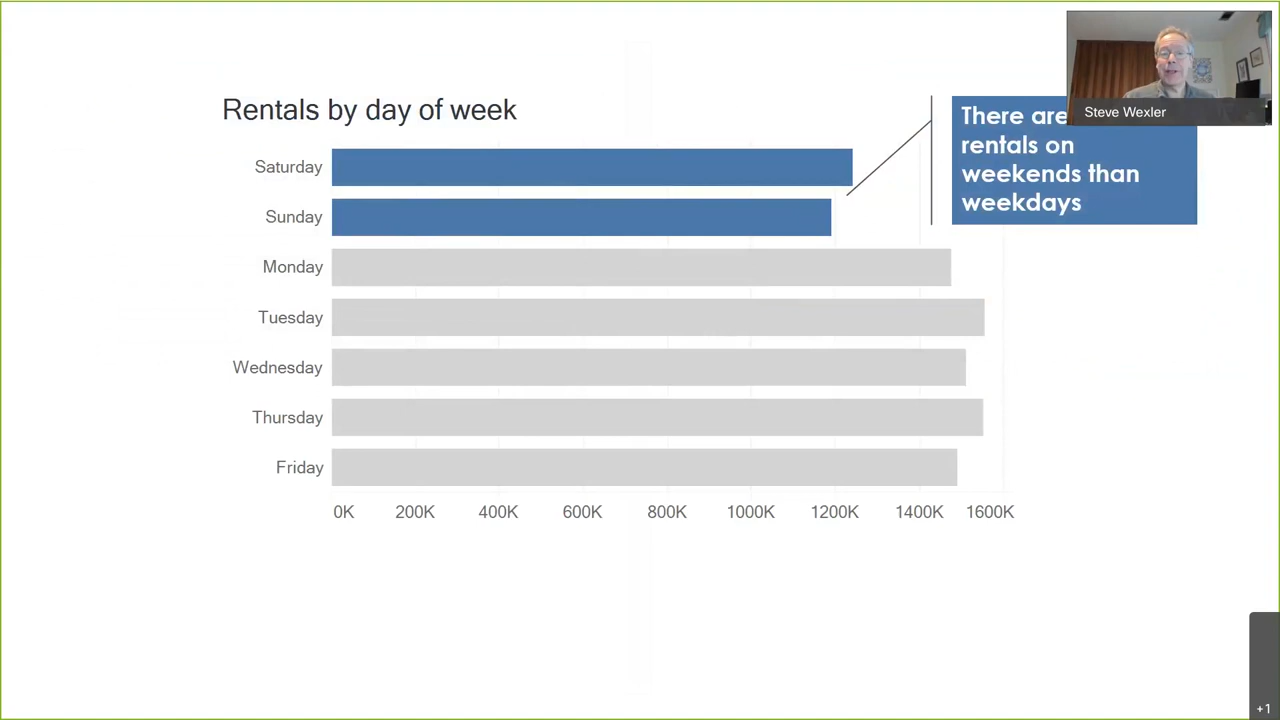 Steve Wexler
Rentals by day of week
There are
rentals on
weekends than
weekdays
Saturday
Sunday
Monday
Tuesday
Wednesday
Thursday
Friday
0K 200K 400K 600K 800K 1000K 1200K 1400K 1600K
+1